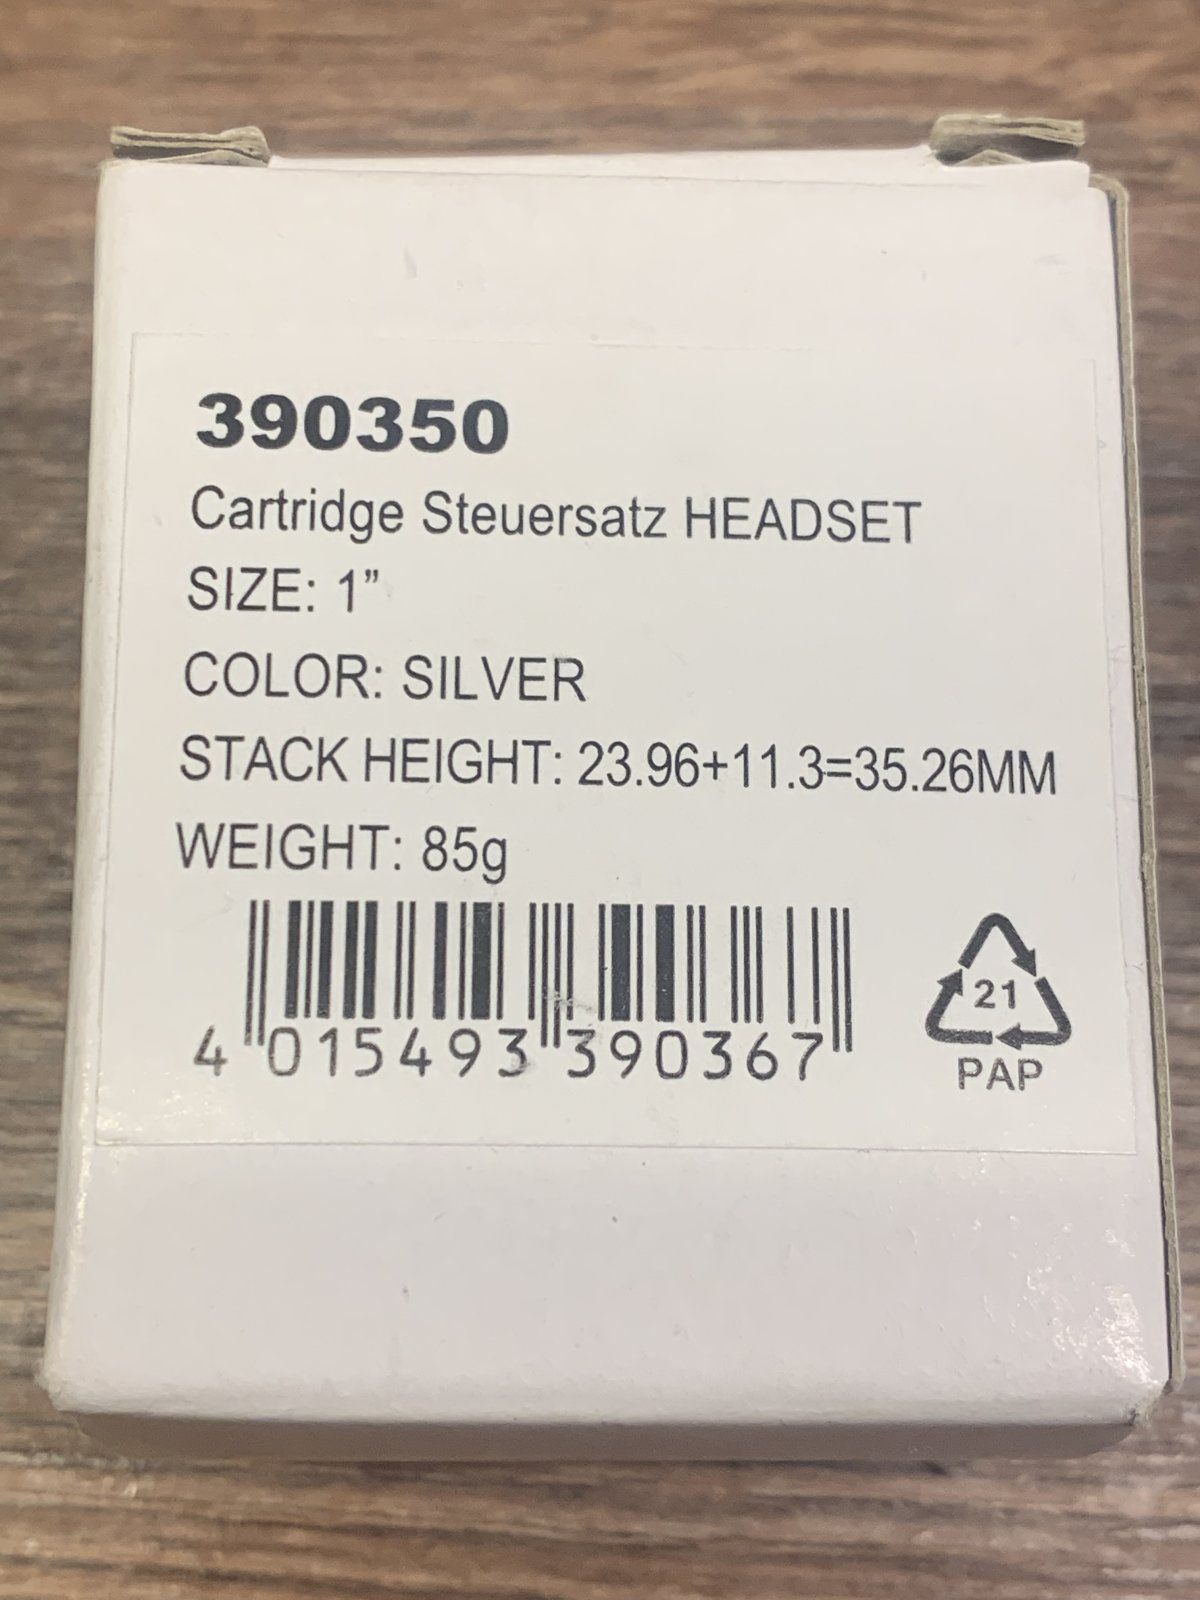 390350
Cartridge Steuersatz HEADSET
SIZE: 1”
COLOR: SILVER
STACK HEIGHT: 23.96+11.3=35.26MM
WEIGHT: 85g
4 015493 390367
21
PAP